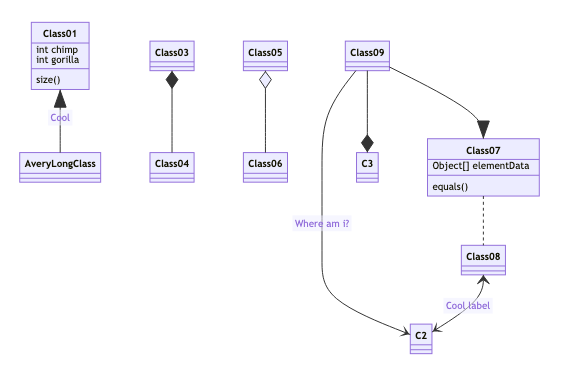 Class01
int chimp
int gorilla
size()
Class03
Class05
Class09
Cool
Class07
Object[] elementData
equals()
AveryLongClass
Class04
Class06
C3
Where am i?
Class08
Cool label
C2